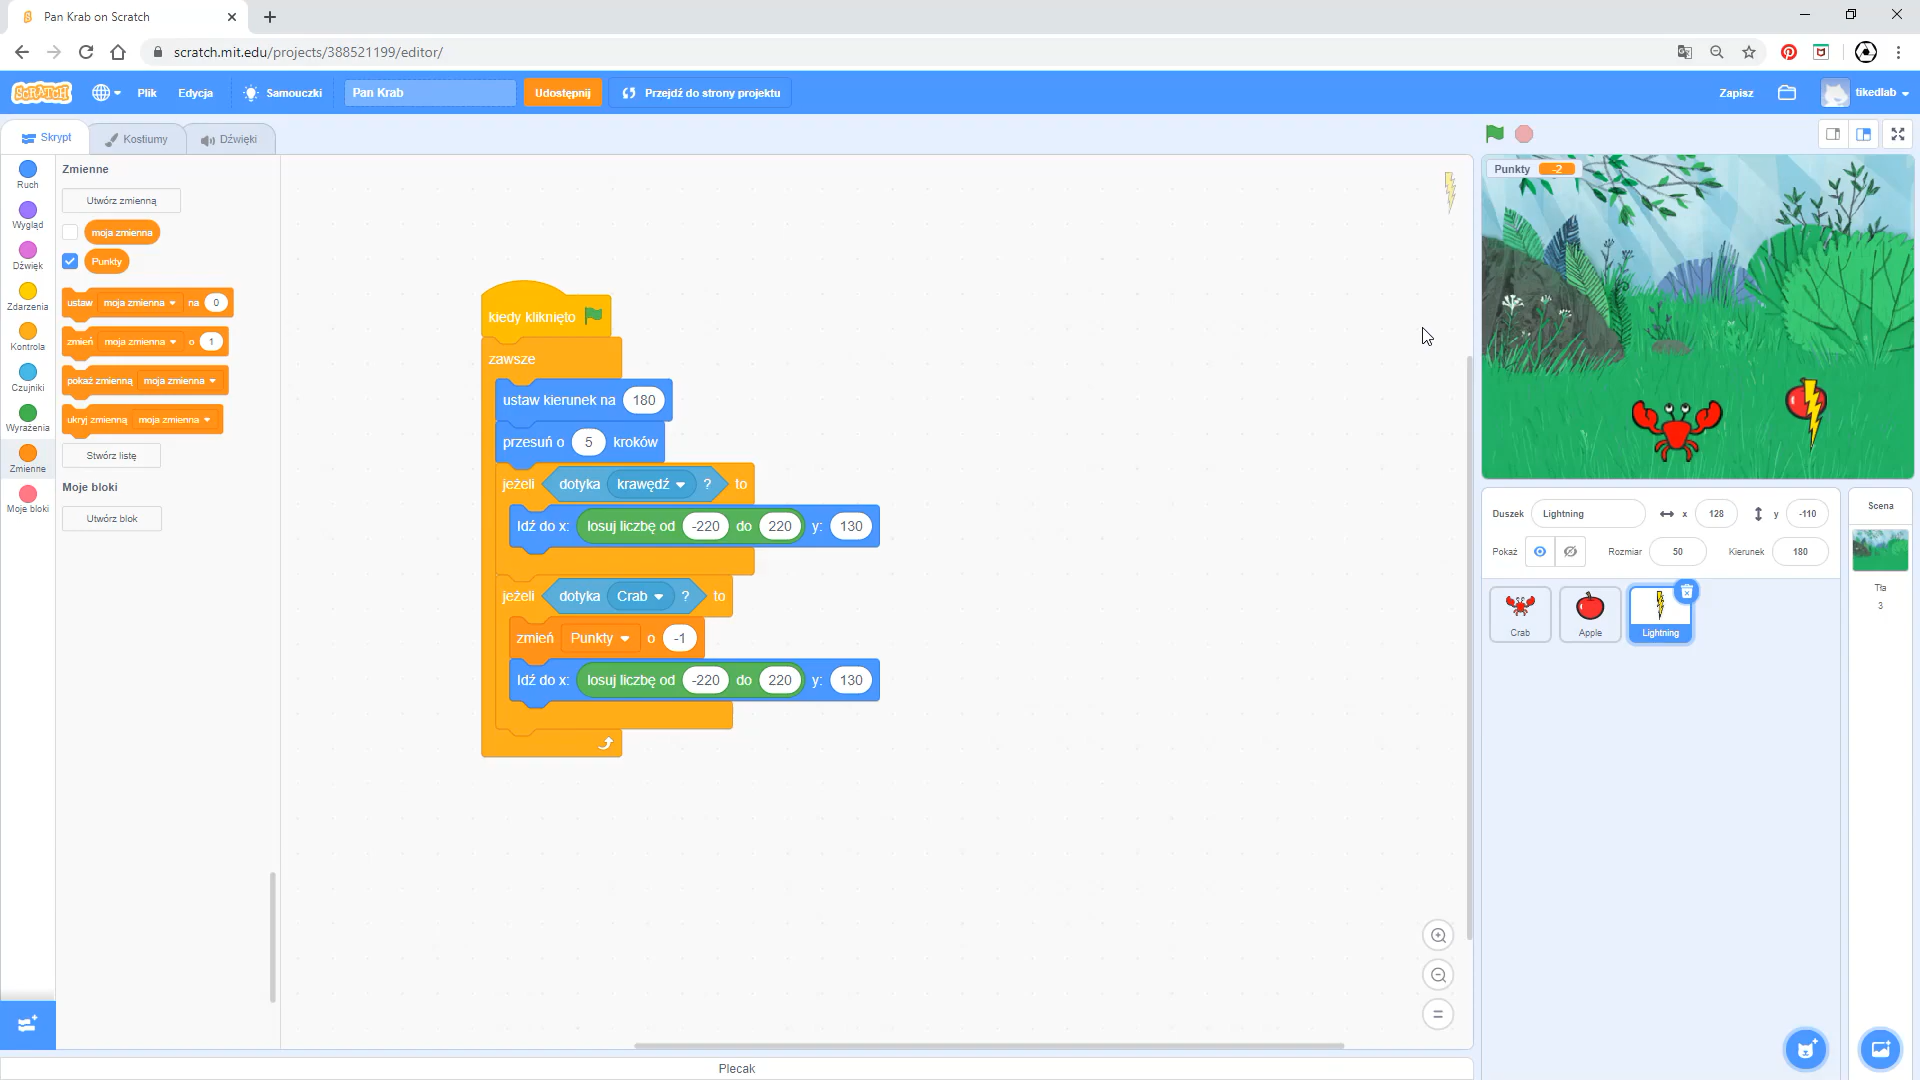 Pan Krab on Scratch
scratch.mit.edu/projects/388521199/editor/
SCRATCH Plik Edycja Samouczki Pan Krab Udostępnij Przejdź do strony projektu Zapisz tikedlab
Skrypt Kostiumy Dźwięki
Ruch
Wygląd
Dźwięk
Zdarzenia
Kontrola
Czujniki
Wyrażenia
Zmienne
Moje bloki
Zmienne
Utwórz zmienną
moja zmienna
Punkty
ustaw moja zmienna na 0
zmień moja zmienna o 1
pokaż zmienną moja zmienna
ukryj zmienną moja zmienna
Stwórz listę
Moje bloki
Utwórz blok
kiedy kliknięto
zawsze
ustaw kierunek na 180
przesuń o 5 kroków
jeżeli dotyka krawędź ? to
Idź do x: losuj liczbę od -220 do 220 y: 130
jeżeli dotyka Crab ? to
zmień Punkty o -1
Idź do x: losuj liczbę od -220 do 220 y: 130
Plecak
Punkty -2
Duszek Lightning x 128 y -110
Pokaż Rozmiar 50 Kierunek 180
Crab Apple Lightning
Scena
Tła
3